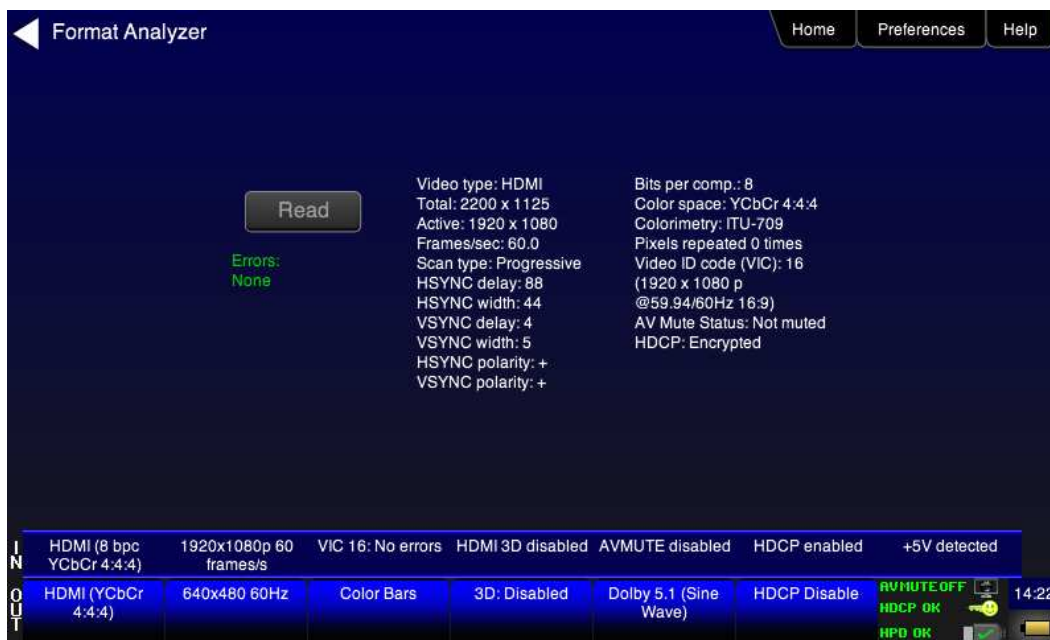 Format Analyzer
Home
Preferences
Help
Read
Errors:
None
Video type: HDMI
Total: 2200 x 1125
Active: 1920 x 1080
Frames/sec: 60.0
Scan type: Progressive
HSYNC delay: 88
HSYNC width: 44
VSYNC delay: 4
VSYNC width: 5
HSYNC polarity: +
VSYNC polarity: +
Bits per comp.: 8
Color space: YCbCr 4:4:4
Colorimetry: ITU-709
Pixels repeated 0 times
Video ID code (VIC): 16
(1920 x 1080 p
@59.94/60Hz 16:9)
AV Mute Status: Not muted
HDCP: Encrypted
IN
HDMI (8 bpc
YCbCr 4:4:4)
1920x1080p 60
frames/s
VIC 16: No errors
HDMI 3D disabled
AVMUTE disabled
HDCP enabled
+5V detected
OUT
HDMI (YCbCr
4:4:4)
640x480 60Hz
Color Bars
3D: Disabled
Dolby 5.1 (Sine
Wave)
HDCP Disable
AVMUTEOFF
HDCP OK
HPD OK
14:22